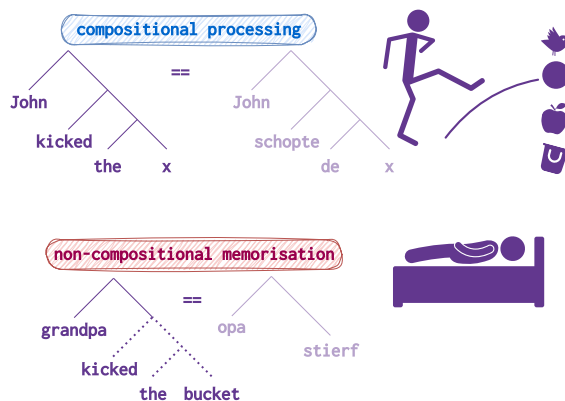 compositional processing
==
John
John
kicked
schopte
the
x
de
x
non-compositional memorisation
==
grandpa
opa
stierf
kicked
the bucket